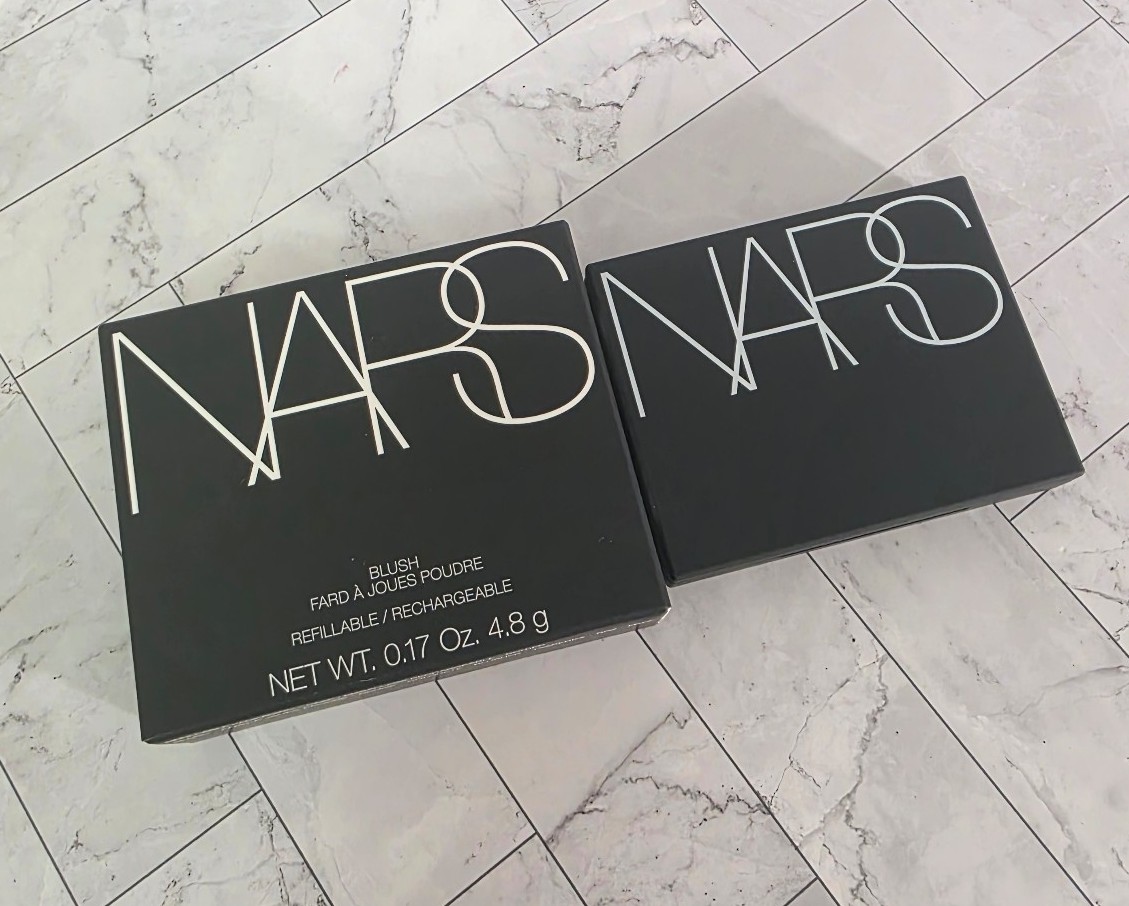 NARS
BLUSH
FARD À JOUES POUDRE
REFILLABLE / RECHARGEABLE
NET WT. 0.17 Oz. 4.8 g
NARS